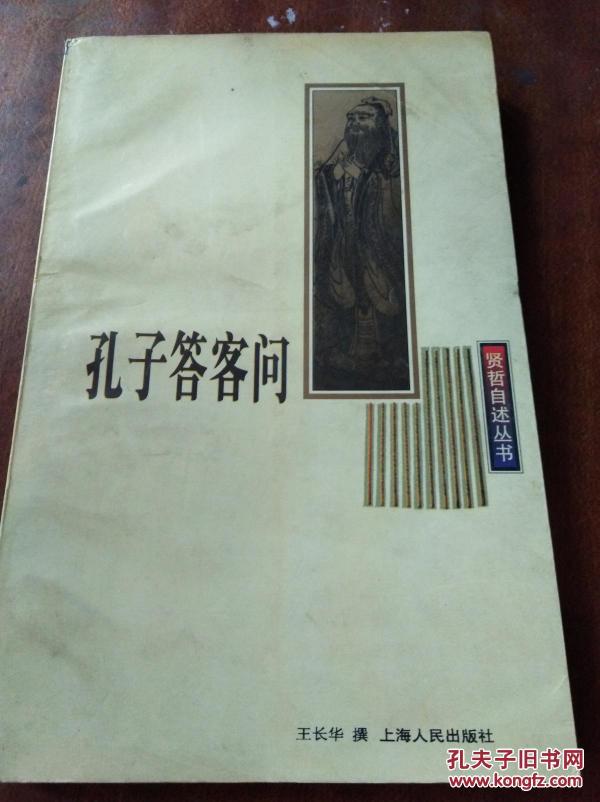 孔子答客问
贤哲自述丛书
王长华 撰 上海人民出版社
孔夫子旧书网
www.kongfz.com